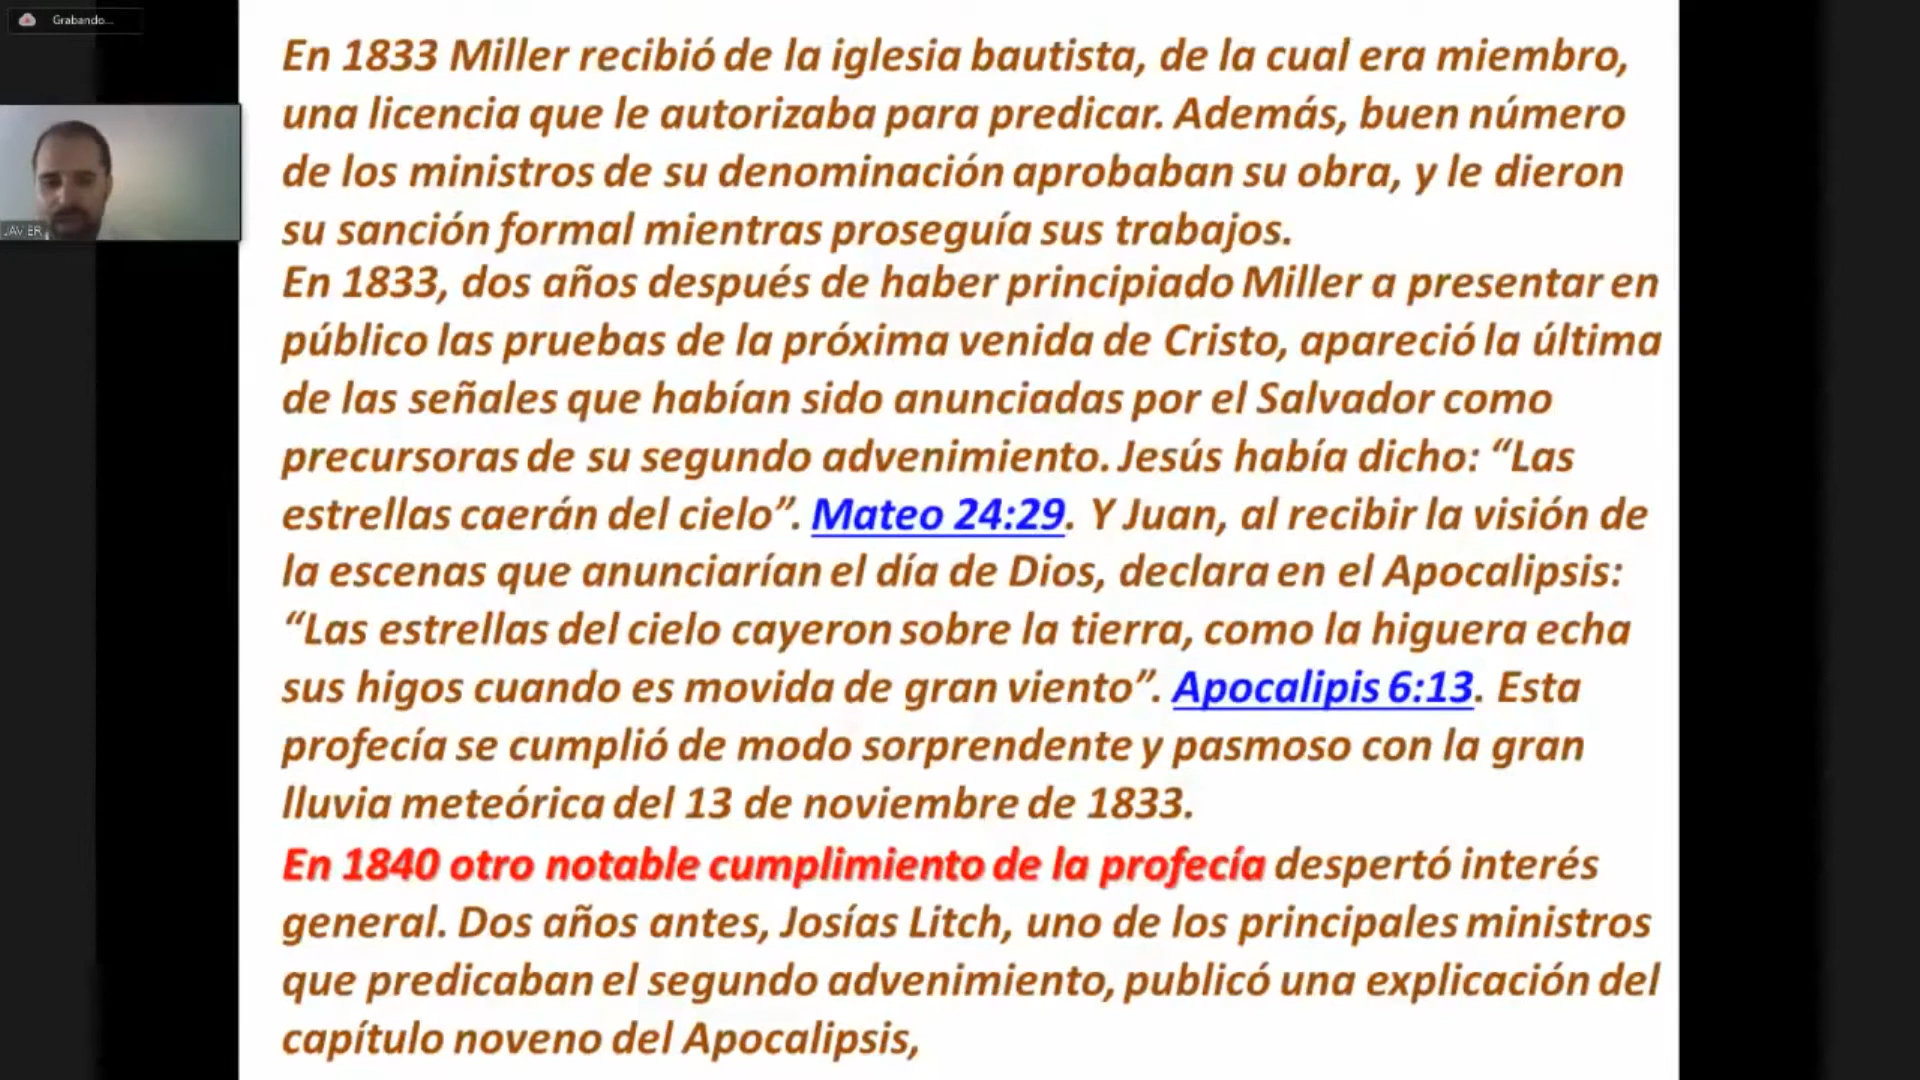 Grabando...
JAVIER
En 1833 Miller recibió de la iglesia bautista, de la cual era miembro,
una licencia que le autorizaba para predicar. Además, buen número
de los ministros de su denominación aprobaban su obra, y le dieron
su sanción formal mientras proseguía sus trabajos.
En 1833, dos años después de haber principiado Miller a presentar en
público las pruebas de la próxima venida de Cristo, apareció la última
de las señales que habían sido anunciadas por el Salvador como
precursoras de su segundo advenimiento. Jesús había dicho: “Las
estrellas caerán del cielo”. Mateo 24:29. Y Juan, al recibir la visión de
la escenas que anunciarían el día de Dios, declara en el Apocalipsis:
“Las estrellas del cielo cayeron sobre la tierra, como la higuera echa
sus higos cuando es movida de gran viento”. Apocalipis 6:13. Esta
profecía se cumplió de modo sorprendente y pasmoso con la gran
lluvia meteórica del 13 de noviembre de 1833.
En 1840 otro notable cumplimiento de la profecía despertó interés
general. Dos años antes, Josías Litch, uno de los principales ministros
que predicaban el segundo advenimiento, publicó una explicación del
capítulo noveno del Apocalipsis,